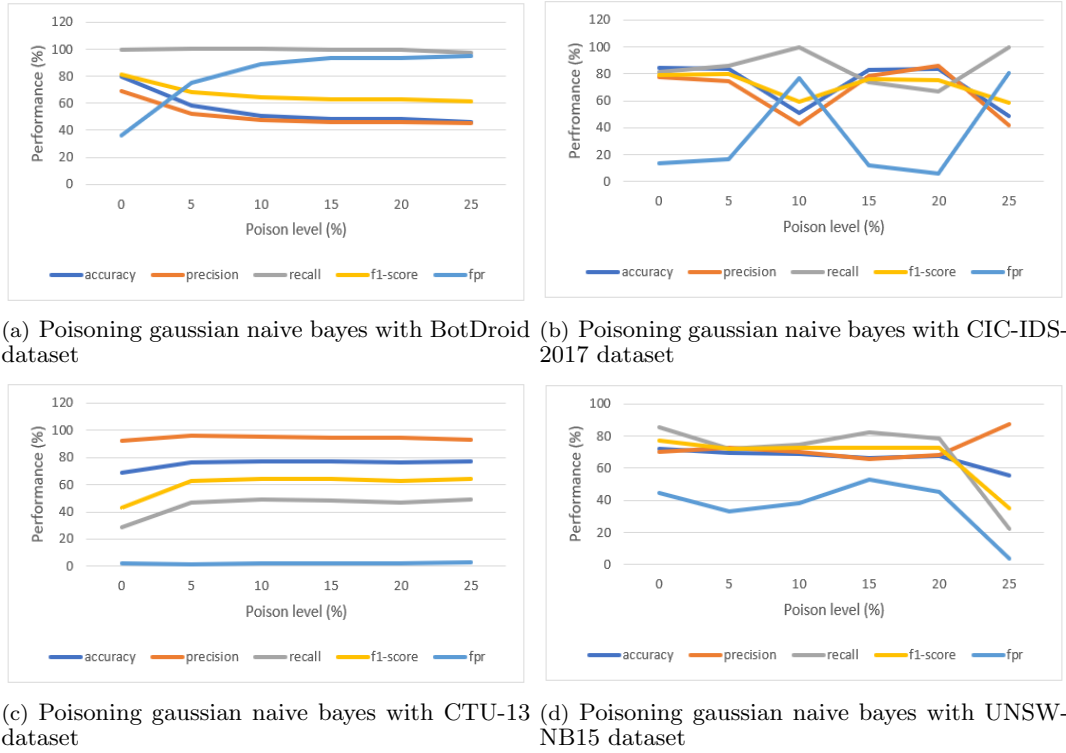 120
100
80
60
40
20
0
Performance (%)
0 5 10 15 20 25
Poison level (%)
accuracy precision recall f1-score fpr
(a) Poisoning gaussian naive bayes with BotDroid
dataset
120
100
80
60
40
20
0
Perfromance (%)
0 5 10 15 20 25
Poison level (%)
accuracy precision recall f1-score fpr
(b) Poisoning gaussian naive bayes with CIC-IDS-
2017 dataset
120
100
80
60
40
20
0
Performance (%)
0 5 10 15 20 25
Poison level (%)
accuracy precision recall f1-score fpr
(c) Poisoning gaussian naive bayes with CTU-13
dataset
100
80
60
40
20
0
Performance (%)
0 5 10 15 20 25
Poison level (%)
accuracy precision recall f1-score fpr
(d) Poisoning gaussian naive bayes with UNSW-
NB15 dataset